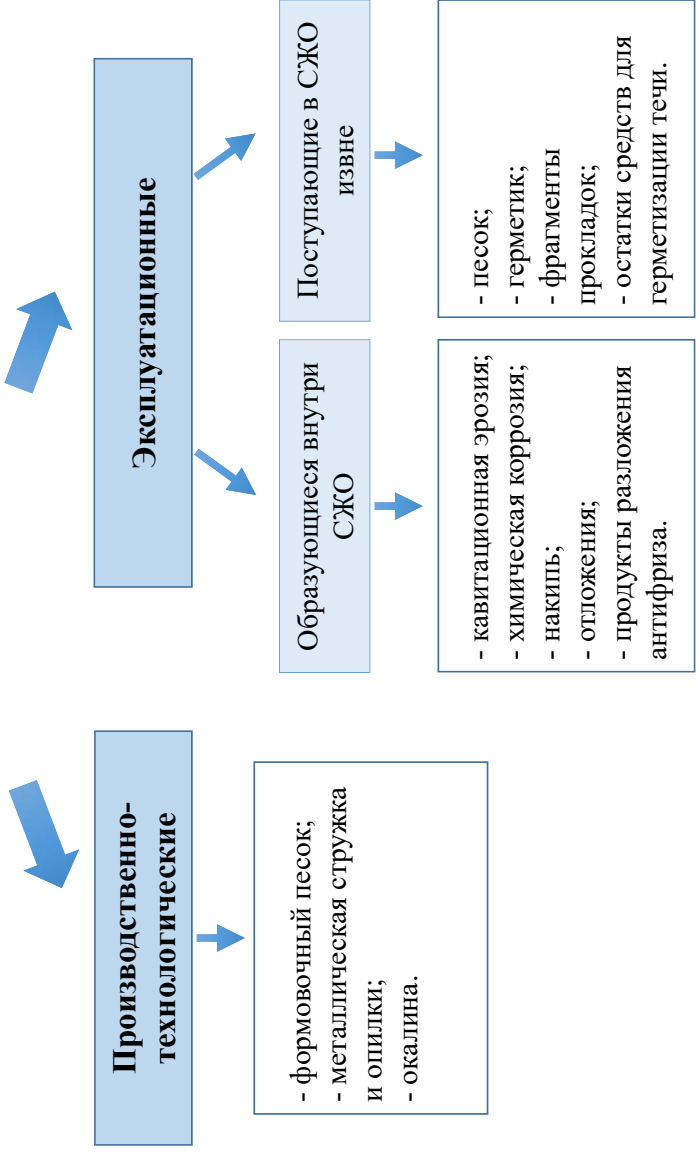 Производственно-
технологические
- формовочный песок;
- металлическая стружка
и опилки;
- окалина.
Эксплуатационные
Образующиеся внутри
СЖО
- кавитационная эрозия;
- химическая коррозия;
- накипь;
- отложения;
- продукты разложения
антифриза.
Поступающие в СЖО
извне
- песок;
- герметик;
- фрагменты
прокладок;
- остатки средств для
герметизации течи.